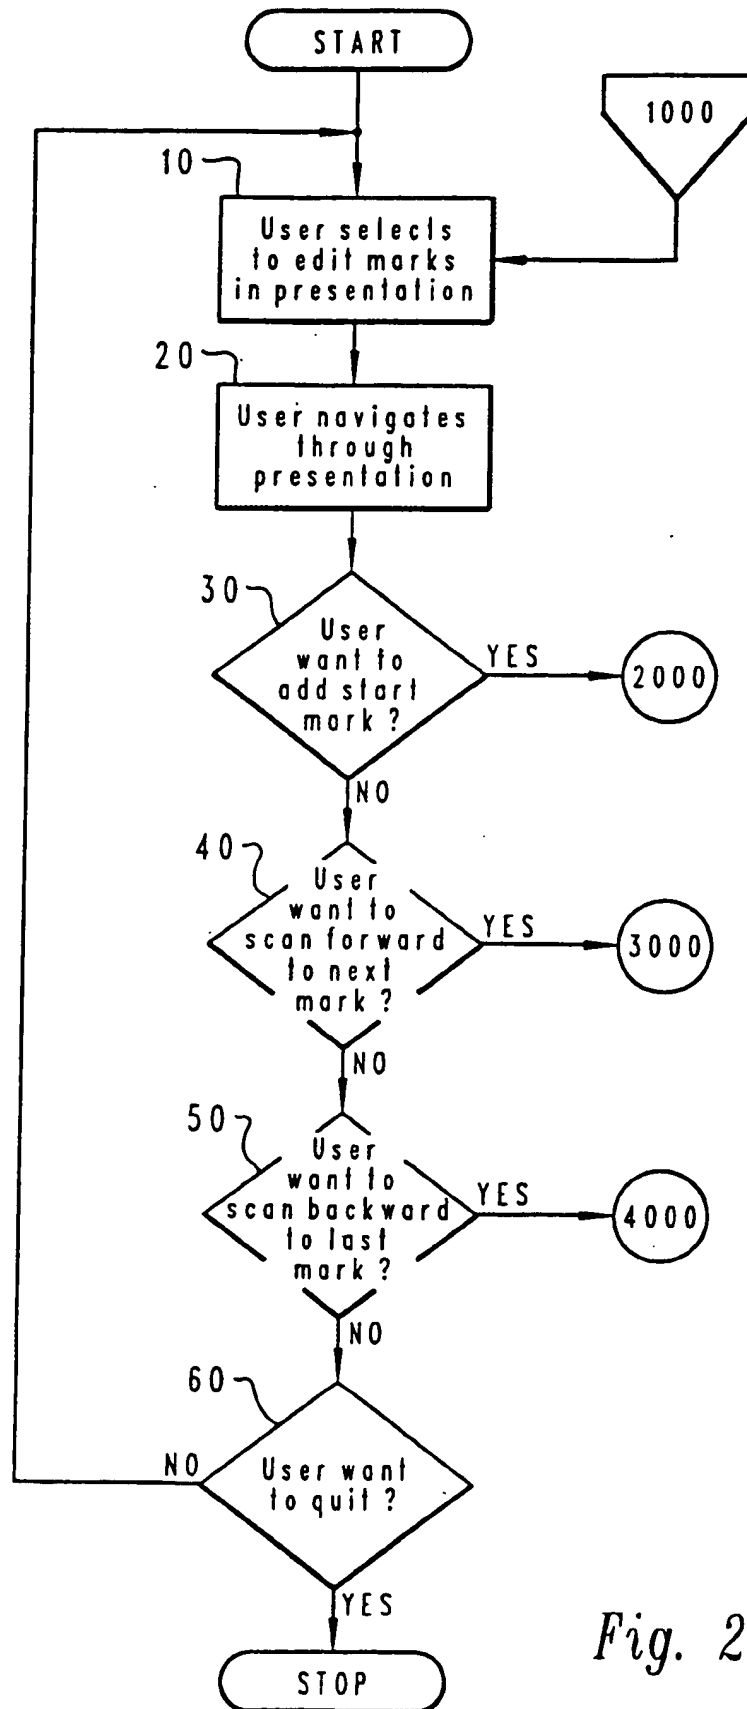 START
1000
10
User selects
to edit marks
in presentation
20
User navigates
through
presentation
30
User
want to
add start
mark ?
YES
2000
NO
40
User
want to
scan forward
to next
mark ?
YES
3000
NO
50
User
want to
scan backward
to last
mark ?
YES
4000
NO
60
User want
to quit ?
NO
YES
STOP
Fig. 2